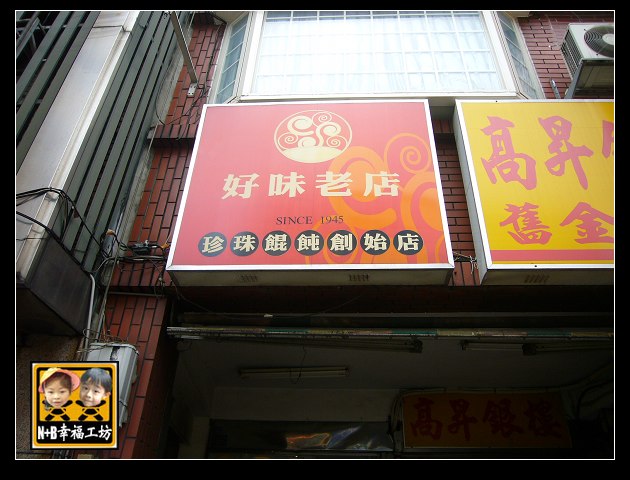 好味老店
SINCE 1945
珍珠餛飩創始店
高昇
舊金
高昇銀樓
N+B幸福工坊